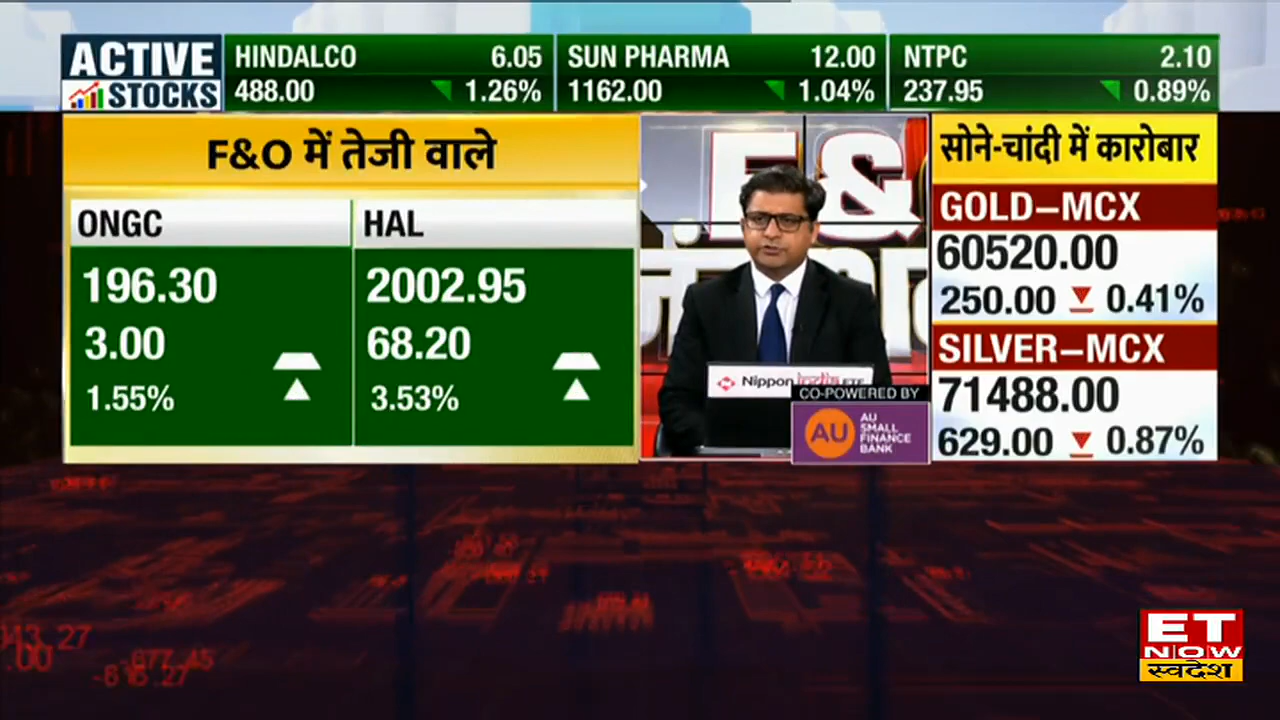 ACTIVE
STOCKS
HINDALCO 6.05
488.00 1.26%
SUN PHARMA 12.00
1162.00 1.04%
NTPC 2.10
237.95 0.89%
F&O में तेजी वाले
ONGC
196.30
3.00
1.55%
HAL
2002.95
68.20
3.53%
F&
Nippon India ETF
CO-POWERED BY
AU
AU
SMALL
FINANCE
BANK
सोने-चांदी में कारोबार
GOLD–MCX
60520.00
250.00 0.41%
SILVER–MCX
71488.00
629.00 0.87%
ET
NOW
स्वदेश